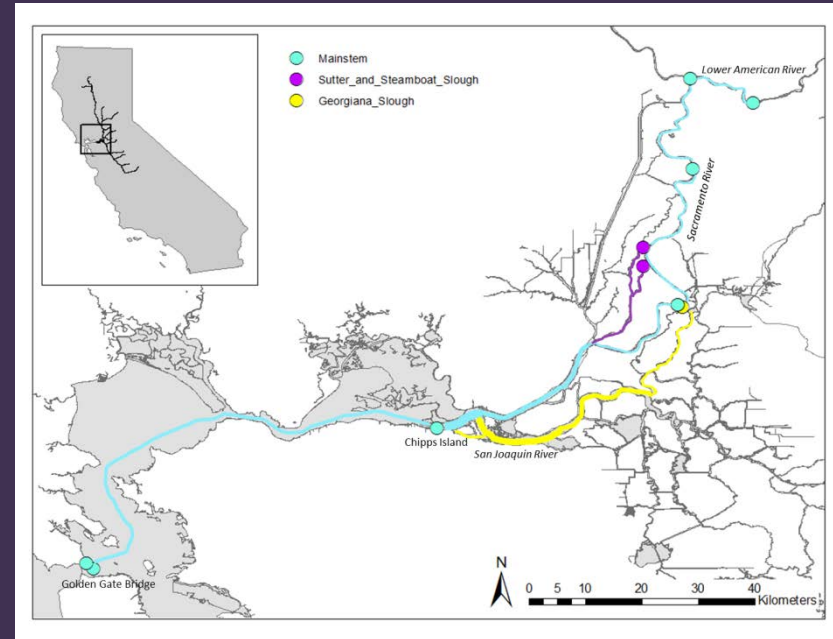 Mainstem
Sutter_and_Steamboat_Slough
Georgiana_Slough
Lower American River
Sacramento River
Chipps Island
San Joaquin River
Golden Gate Bridge
N
0 5 10 20 30 40
Kilometers